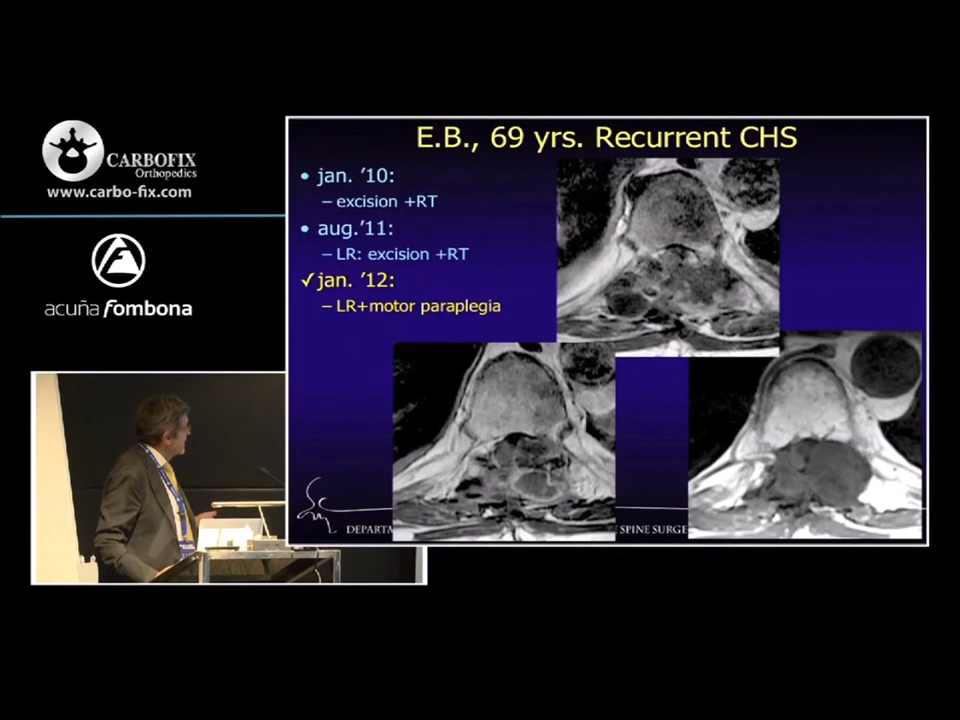 CARBOFIX
Orthopedics
www.carbo-fix.com
acuña fombona
E.B., 69 yrs. Recurrent CHS
• jan. ’10:
– excision +RT
• aug.’11:
– LR: excision +RT
✓jan. ’12:
– LR+motor paraplegia
SPINE SURGE